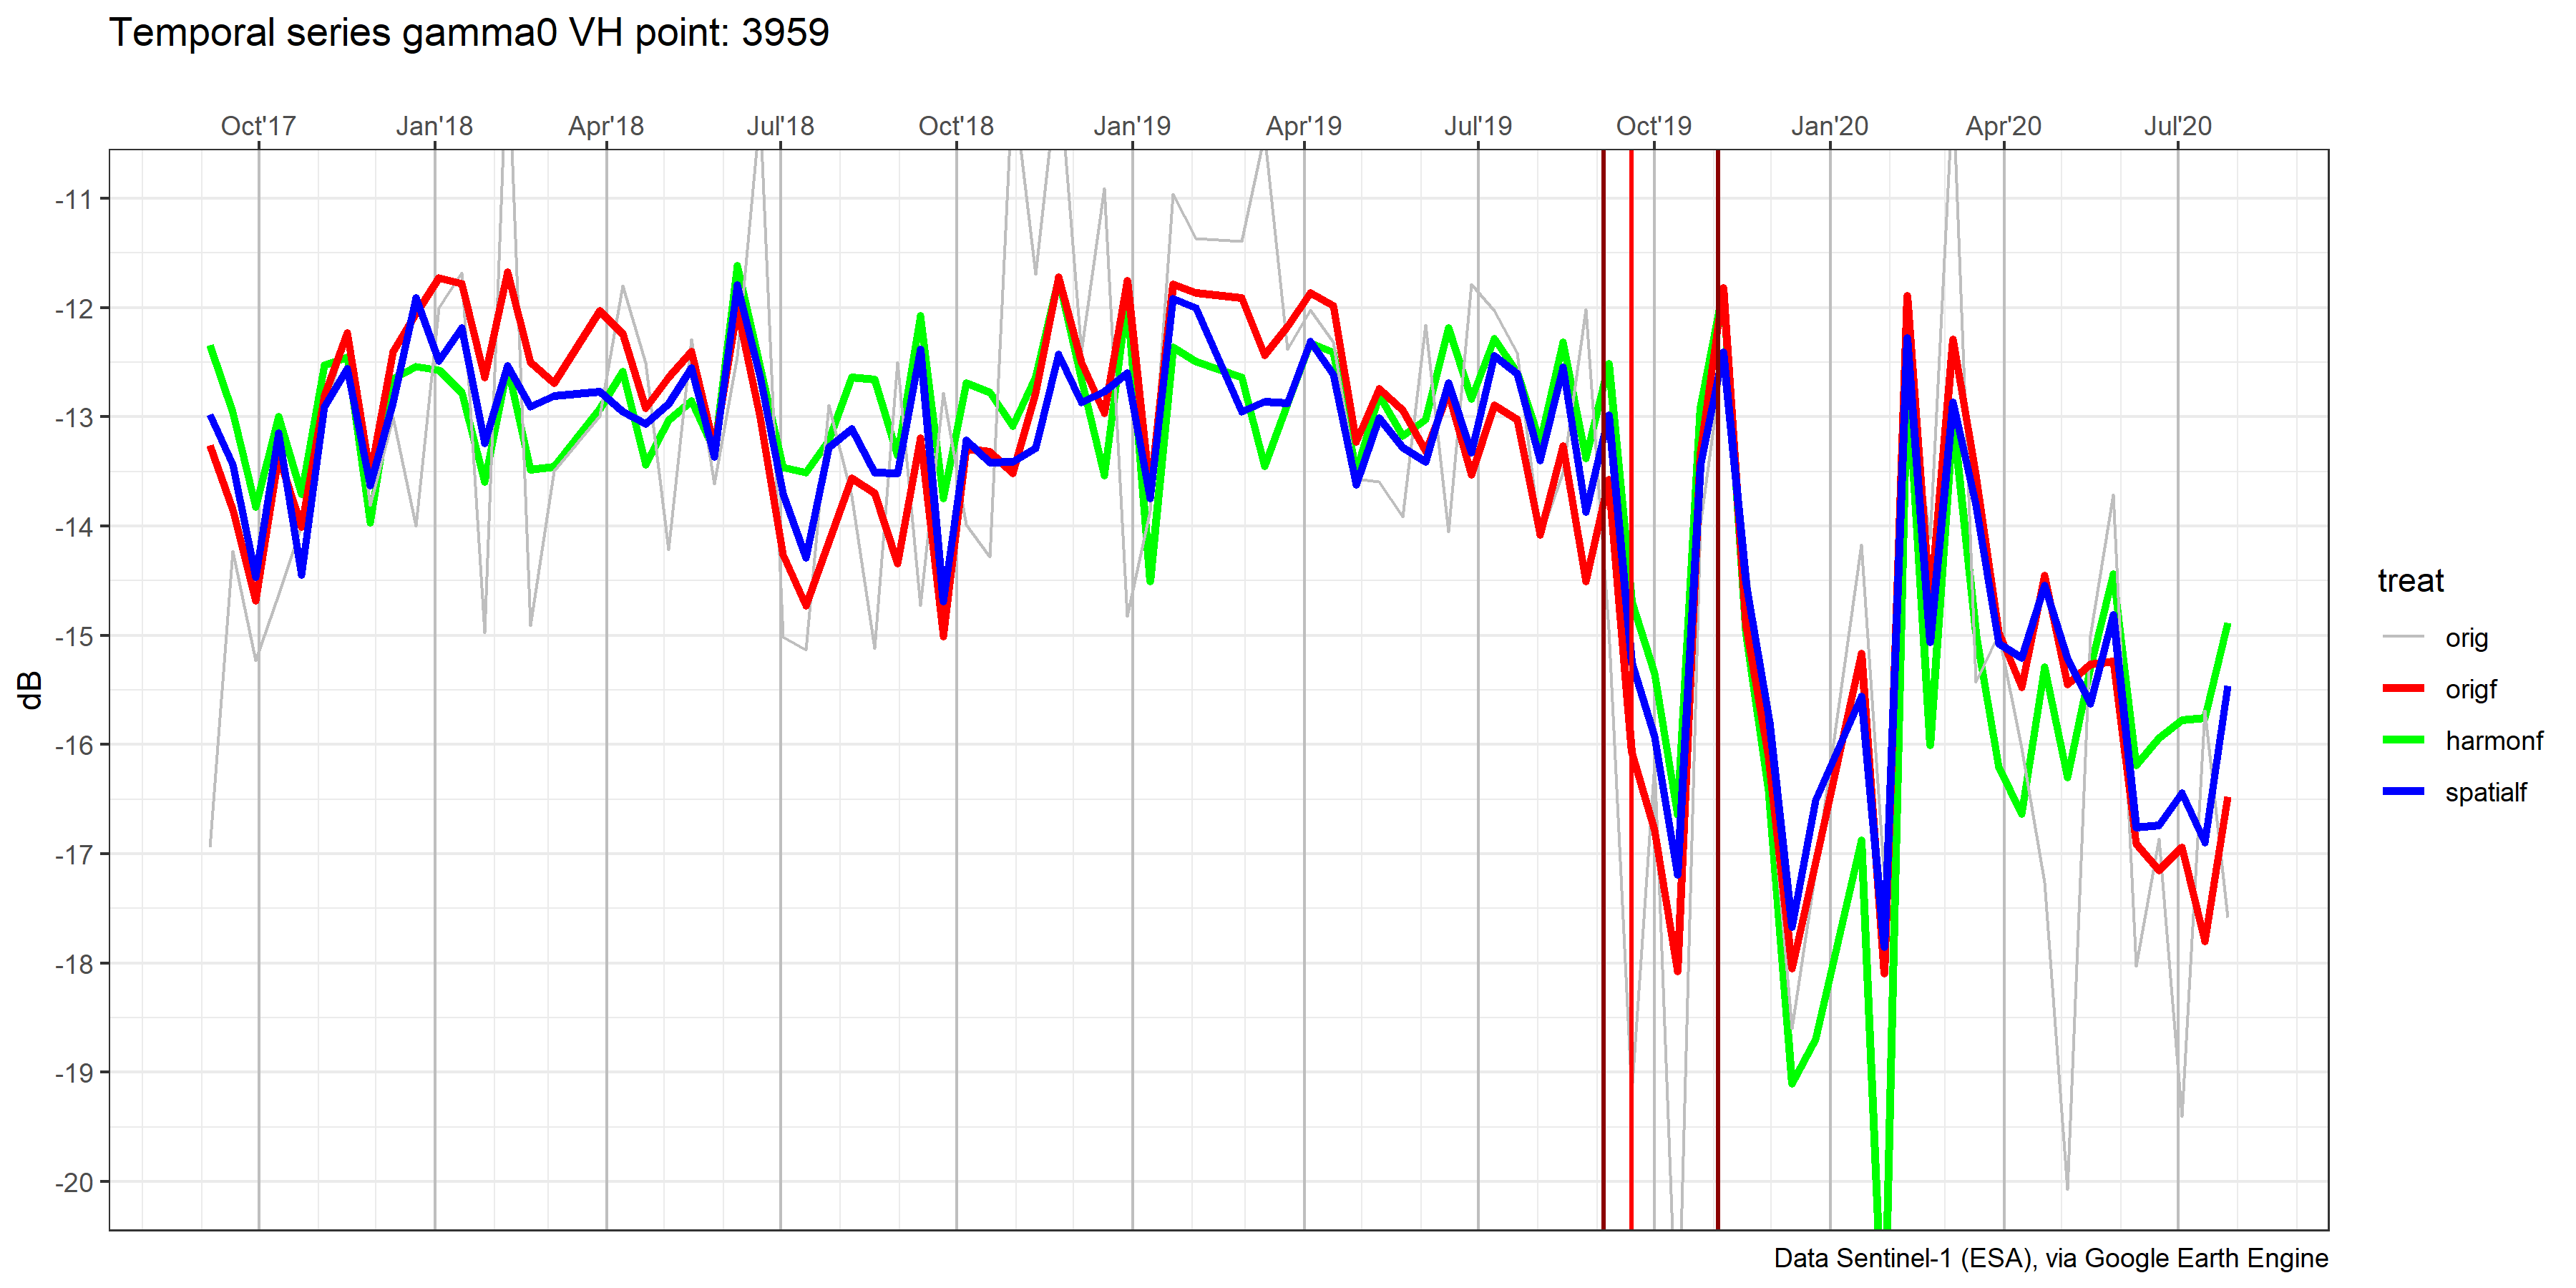 Temporal series gamma0 VH point: 3959
Oct'17 Jan'18 Apr'18 Jul'18 Oct'18 Jan'19 Apr'19 Jul'19 Oct'19 Jan'20 Apr'20 Jul'20
-11
-12
-13
-14
-15
-16
-17
-18
-19
-20
dB
treat
orig
origf
harmonf
spatialf
Data Sentinel-1 (ESA), via Google Earth Engine